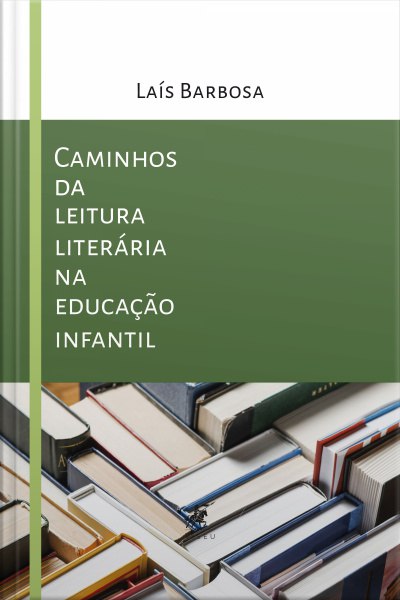 Laís Barbosa
Caminhos
da
leitura
literária
na
educação
infantil